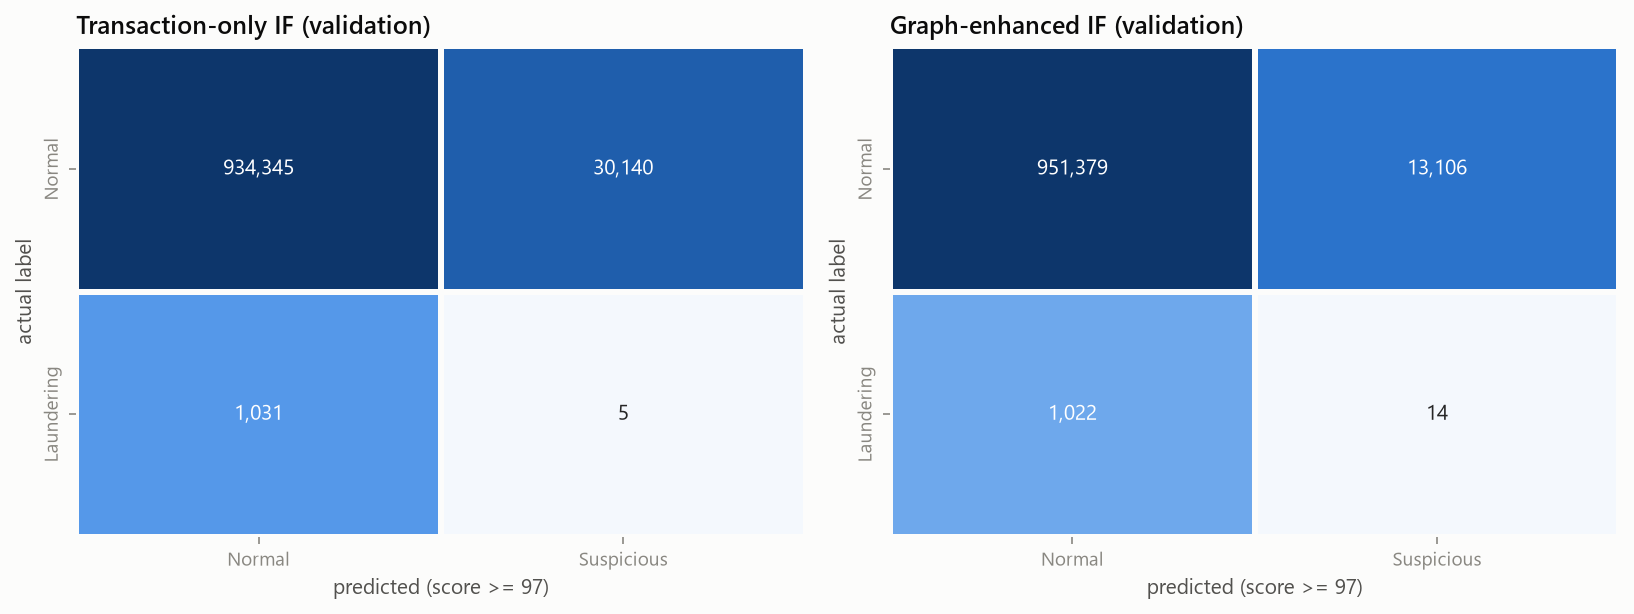 Transaction-only IF (validation)
actual label
Normal
934,345
30,140
Laundering
1,031
5
Normal
Suspicious
predicted (score >= 97)
Graph-enhanced IF (validation)
actual label
Normal
951,379
13,106
Laundering
1,022
14
Normal
Suspicious
predicted (score >= 97)